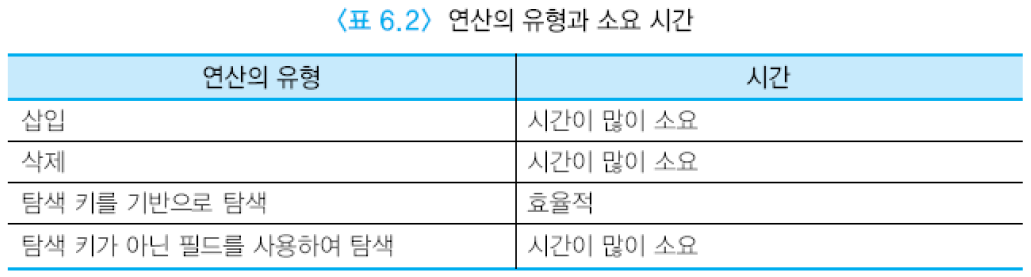 〈표 6.2〉 연산의 유형과 소요 시간
연산의 유형 시간
삽입 시간이 많이 소요
삭제 시간이 많이 소요
탐색 키를 기반으로 탐색 효율적
탐색 키가 아닌 필드를 사용하여 탐색 시간이 많이 소요